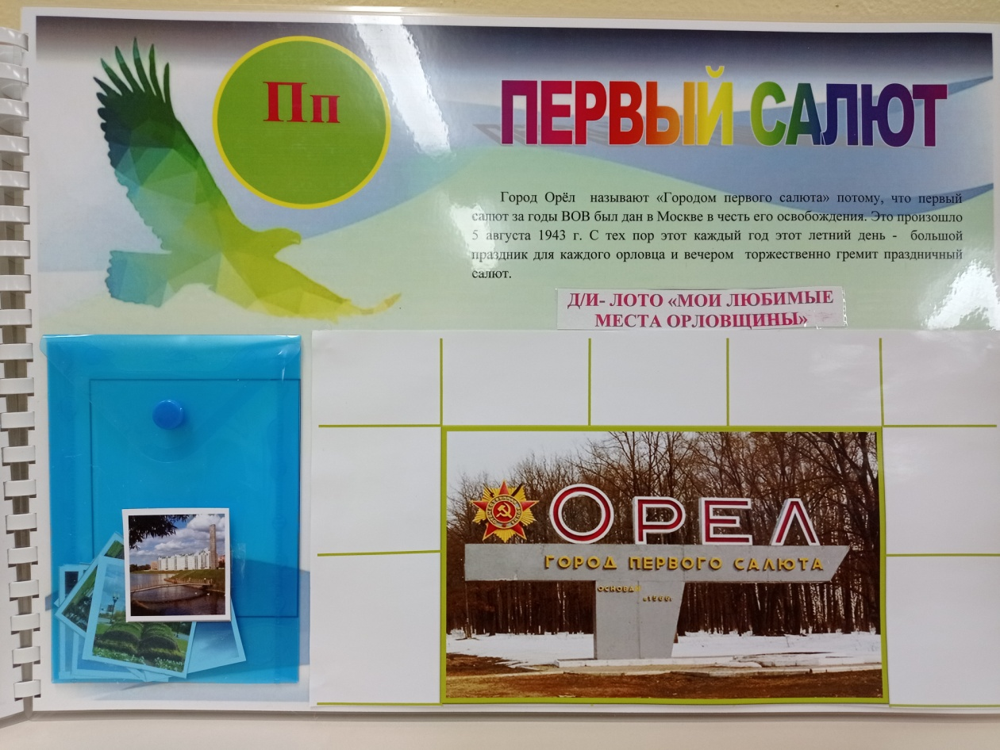 Пп
ПЕРВЫЙ САЛЮТ
Город Орёл называют «Городом первого салюта» потому, что первый
салют за годы ВОВ был дан в Москве в честь его освобождения. Это произошло
5 августа 1943 г. С тех пор этот каждый год этот летний день - большой
праздник для каждого орловца и вечером торжественно гремит праздничный
салют.
Д/И- ЛОТО «МОИ ЛЮБИМЫЕ
МЕСТА ОРЛОВЩИНЫ»
ОРЕЛ
ГОРОД ПЕРВОГО САЛЮТА